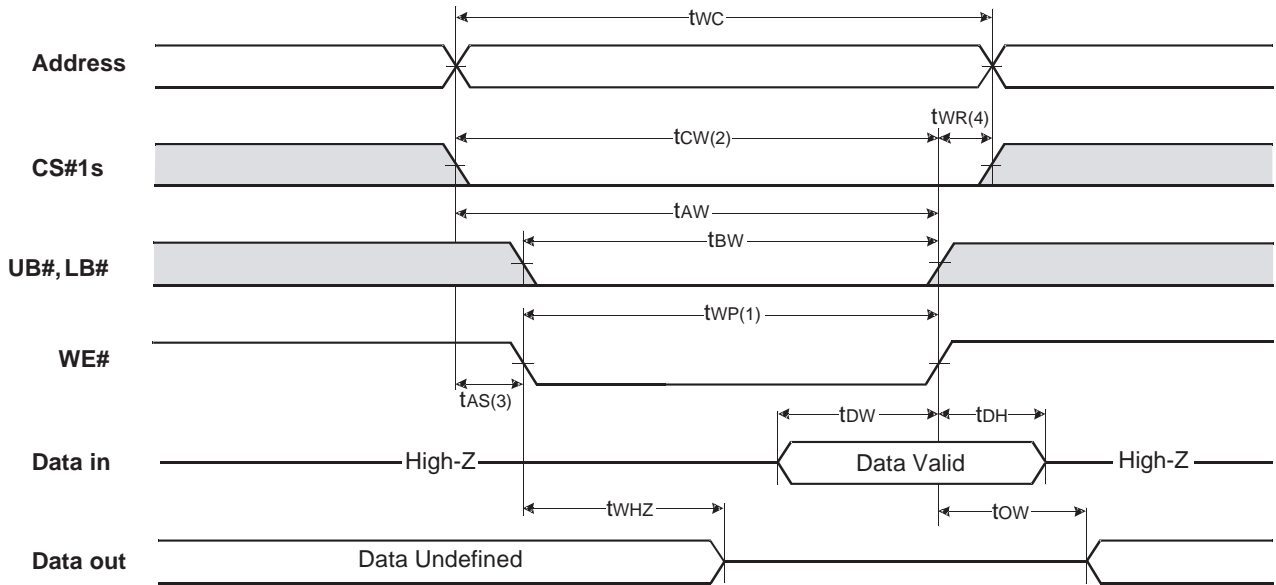 tWC
Address
tCW(2)
tWR(4)
CS#1s
tAW
tBW
UB#, LB#
tWP(1)
WE#
tAS(3)
tDW
tDH
Data in
High-Z
Data Valid
High-Z
tWHZ
tOW
Data out
Data Undefined